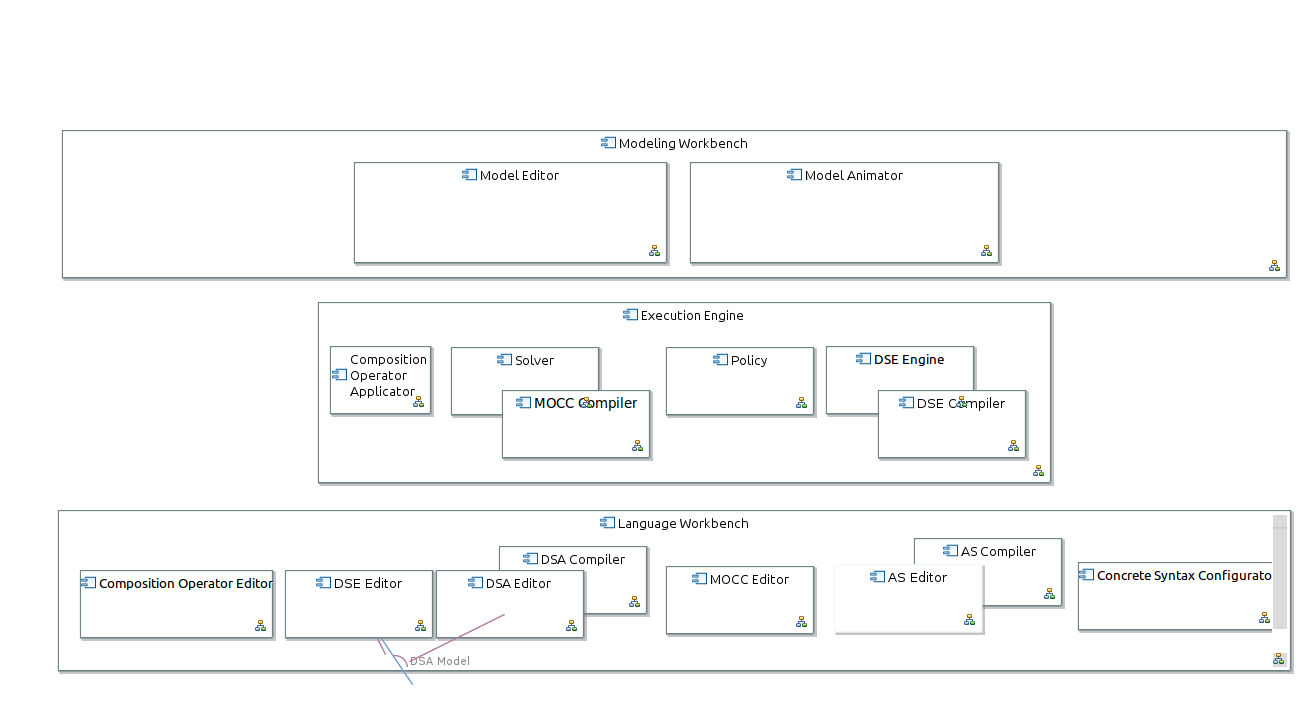 Modeling Workbench
Model Editor
Model Animator
Execution Engine
Composition
Operator
Applicator
Solver
MOCC Compiler
Policy
DSE Engine
DSE Compiler
Language Workbench
Composition Operator Editor
DSE Editor
DSA Compiler
DSA Editor
MOCC Editor
AS Compiler
AS Editor
Concrete Syntax Configurato
DSA Model